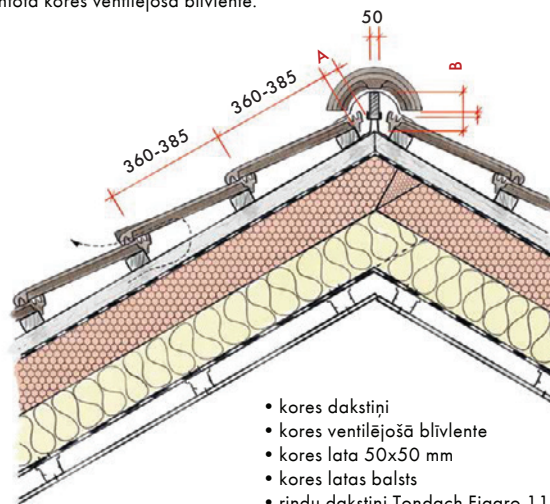 kores ventilējošā blīvlente.
50
A
B
360-385
360-385
• kores dakstiņi
• kores ventilējošā blīvlente
• kores lata 50x50 mm
• kores latas balsts